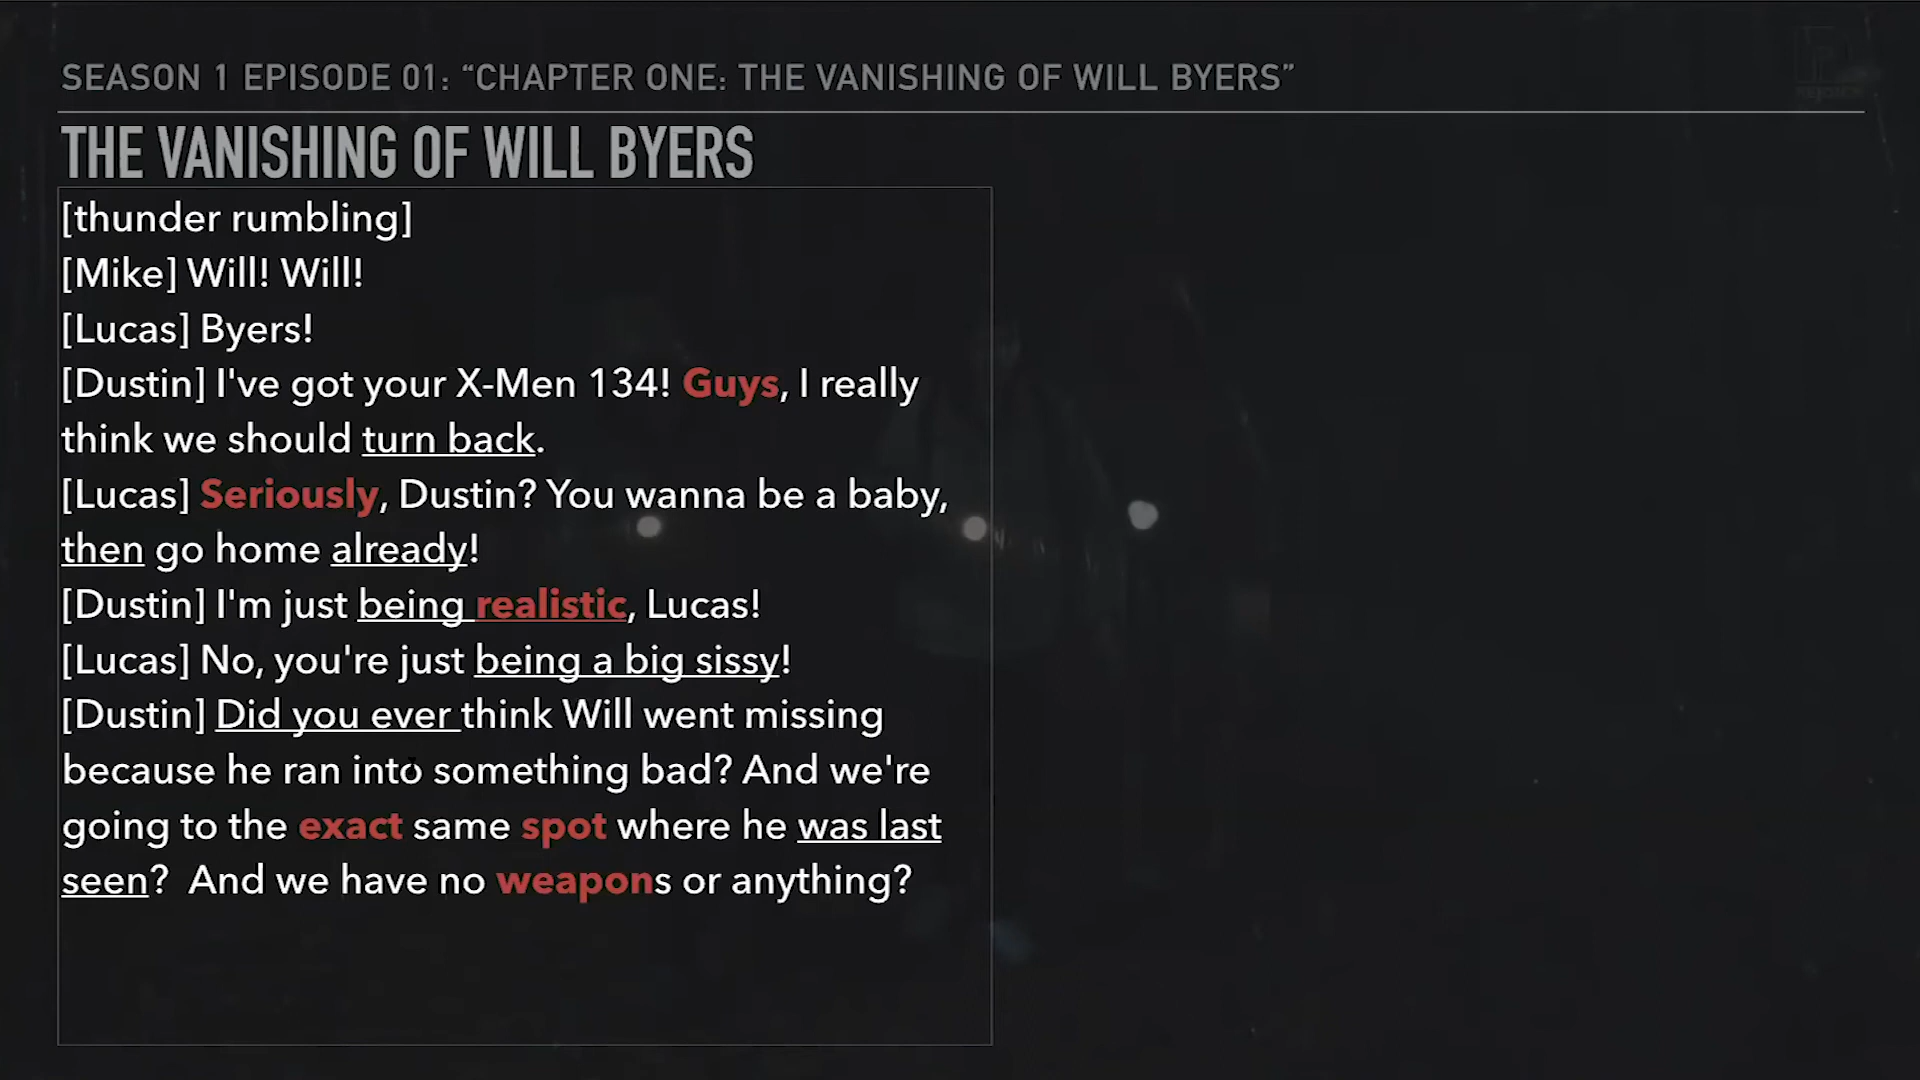 SEASON 1 EPISODE 01: “CHAPTER ONE: THE VANISHING OF WILL BYERS”
THE VANISHING OF WILL BYERS
[thunder rumbling]
[Mike] Will! Will!
[Lucas] Byers!
[Dustin] I've got your X-Men 134! Guys, I really
think we should turn back.
[Lucas] Seriously, Dustin? You wanna be a baby,
then go home already!
[Dustin] I'm just being realistic, Lucas!
[Lucas] No, you're just being a big sissy!
[Dustin] Did you ever think Will went missing
because he ran into something bad? And we're
going to the exact same spot where he was last
seen?  And we have no weapons or anything?